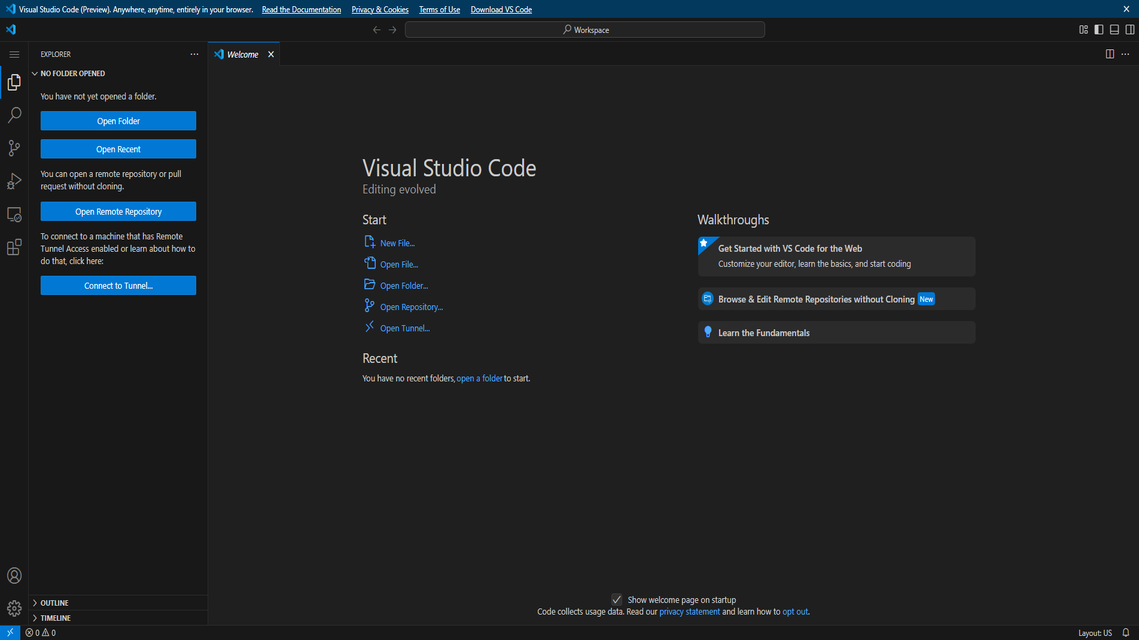 Visual Studio Code (Preview). Anywhere, anytime, entirely in your browser. Read the Documentation Privacy & Cookies Terms of Use Download VS Code
Workspace
EXPLORER
Welcome
NO FOLDER OPENED
You have not yet opened a folder.
Open Folder
Open Recent
You can open a remote repository or pull
request without cloning.
Open Remote Repository
To connect to a machine that has Remote
Tunnel Access enabled or learn about how to
do that, click here:
Connect to Tunnel...
OUTLINE
TIMELINE
Visual Studio Code
Editing evolved
Start
New File...
Open File...
Open Folder...
Open Repository...
Open Tunnel...
Recent
You have no recent folders, open a folder to start.
Walkthroughs
Get Started with VS Code for the Web
Customize your editor, learn the basics, and start coding
Browse & Edit Remote Repositories without Cloning New
Learn the Fundamentals
Show welcome page on startup
Code collects usage data. Read our privacy statement and learn how to opt out.
0 0
Layout: US